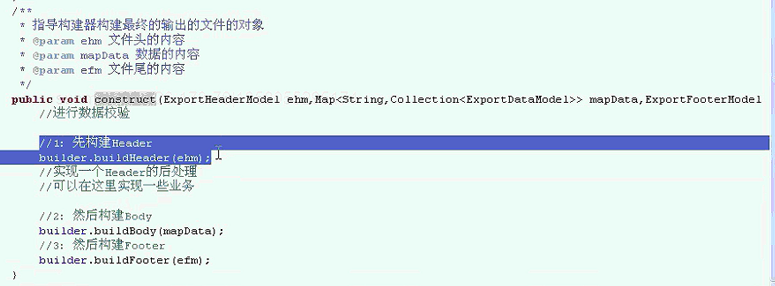 /**
* 指导构建器构建最终的输出的文件的对象
* @param ehm 文件头的内容
* @param mapData 数据的内容
* @param efm 文件尾的内容
*/
public void construct(ExportHeaderModel ehm,Map<String,Collection<ExportDataModel>> mapData,ExportFooterModel
//进行数据校验
//1: 先构建Header
builder.buildHeader(ehm);
//实现一个Header的后处理
//可以在这里实现一些业务
//2: 然后构建Body
builder.buildBody(mapData);
//3: 然后构建Footer
builder.buildFooter(efm);
}